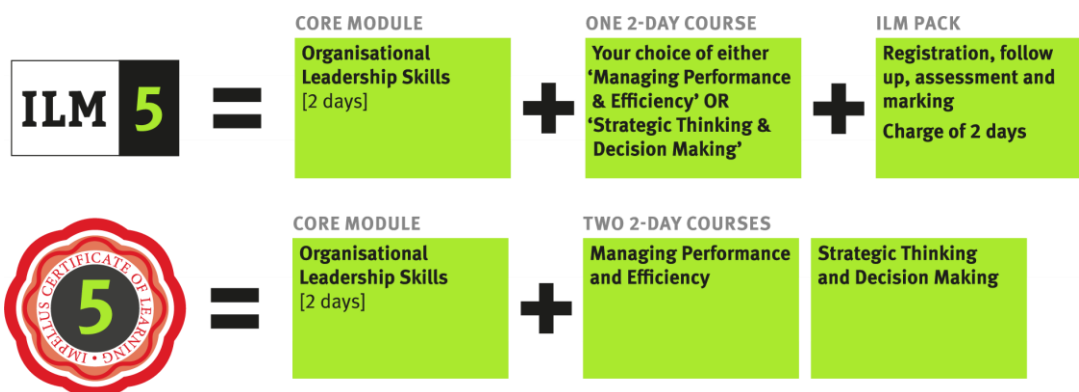 CORE MODULE
ONE 2-DAY COURSE
ILM PACK
ILM 5
=
Organisational
Leadership Skills
[2 days]
+
Your choice of either
‘Managing Performance
& Efficiency’ OR
‘Strategic Thinking &
Decision Making’
+
Registration, follow
up, assessment and
marking
Charge of 2 days
CORE MODULE
TWO 2-DAY COURSES
IMPELLUS CERTIFICATE OF LEARNING •
5
=
Organisational
Leadership Skills
[2 days]
+
Managing Performance
and Efficiency
Strategic Thinking
and Decision Making